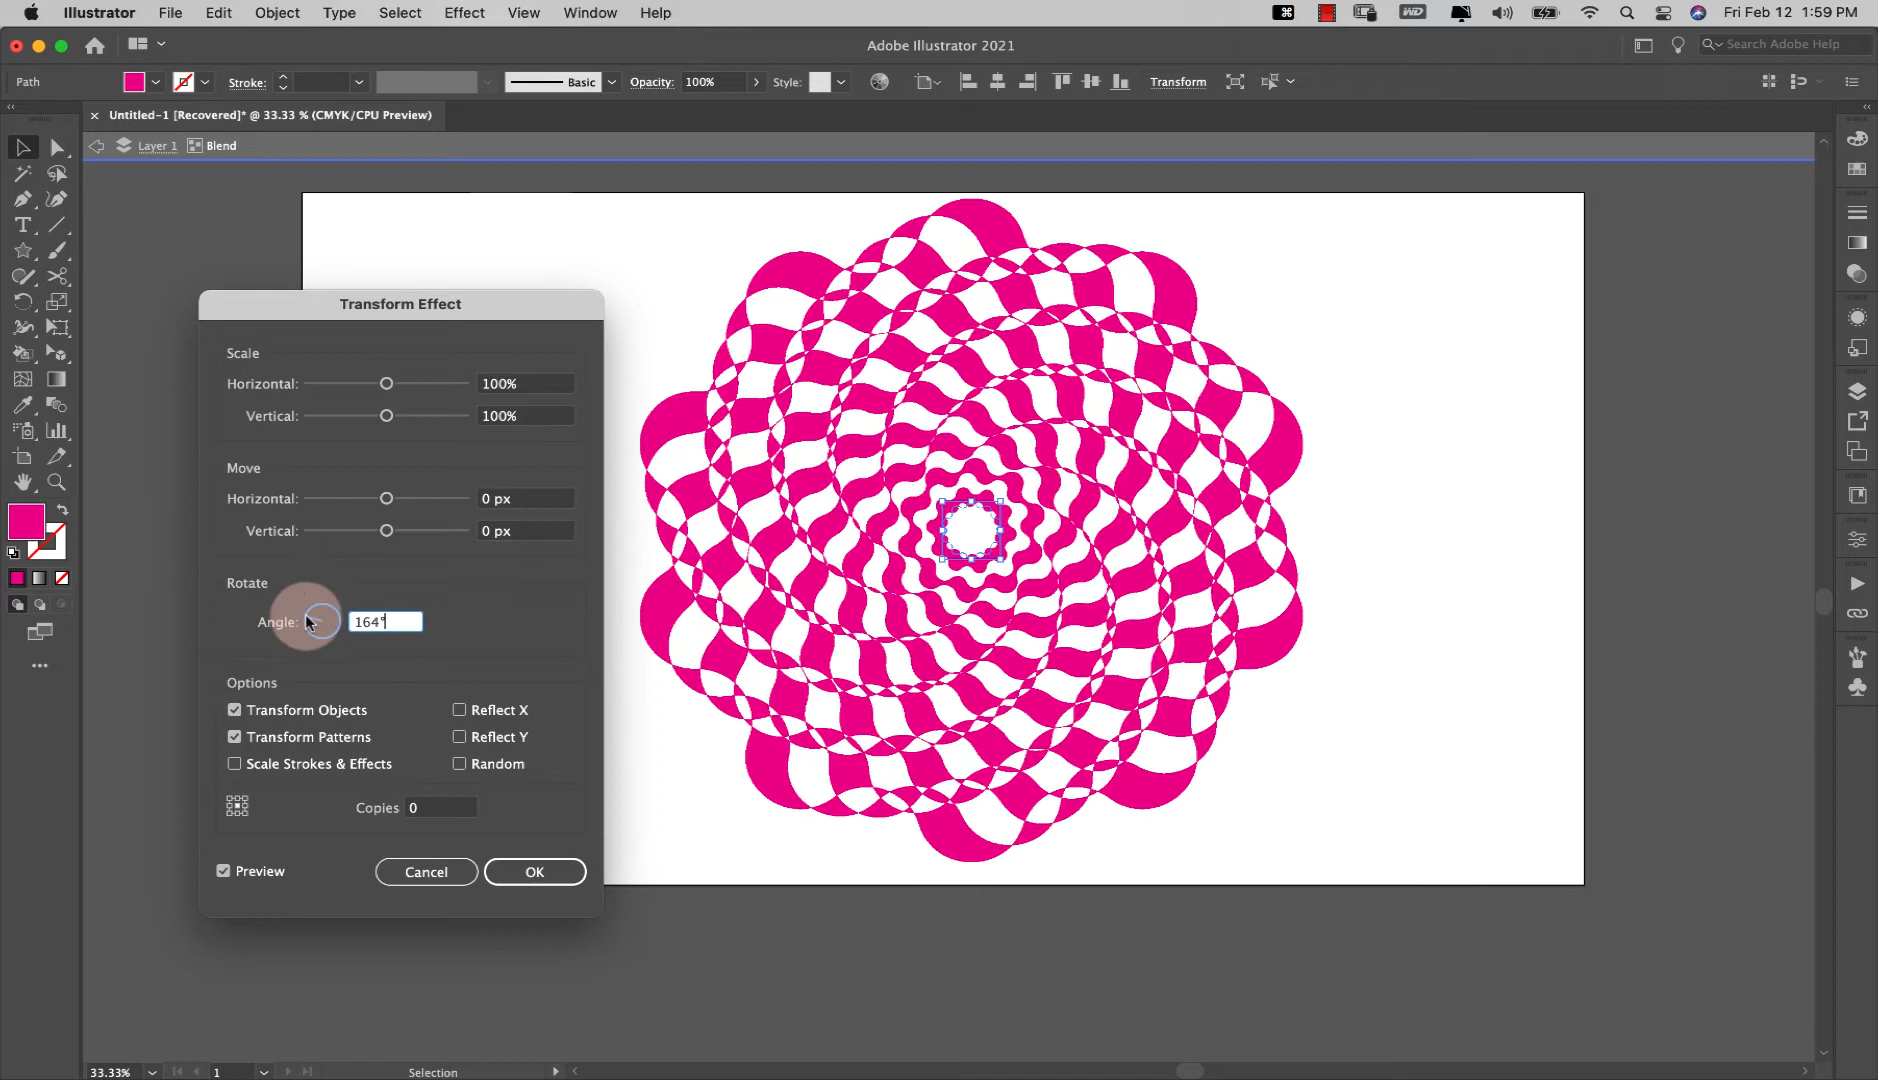 Illustrator File Edit Object Type Select Effect View Window Help WD Fri Feb 12 1:59 PM
Adobe Illustrator 2021 Search Adobe Help
Path Stroke: Basic Opacity: 100% Style: Transform
Untitled-1 [Recovered]* @ 33.33 % (CMYK/CPU Preview)
Layer 1 Blend
Transform Effect
Scale
Horizontal: 100%
Vertical: 100%
Move
Horizontal: 0 px
Vertical: 0 px
Rotate
Angle: 164°
Options
Transform Objects Reflect X
Transform Patterns Reflect Y
Scale Strokes & Effects Random
Copies 0
Preview Cancel OK
33.33% 1 Selection